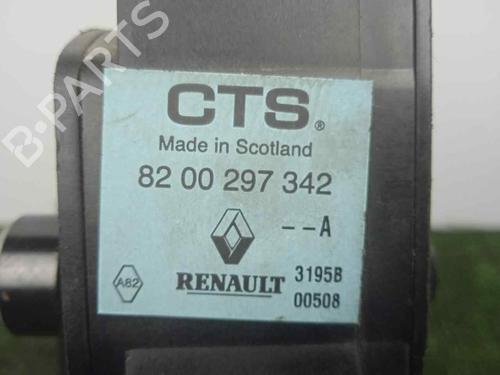 CTS®
Made in Scotland
82 00 297 342
--A
RENAULT
3195B
00508
A82
B-PARTS